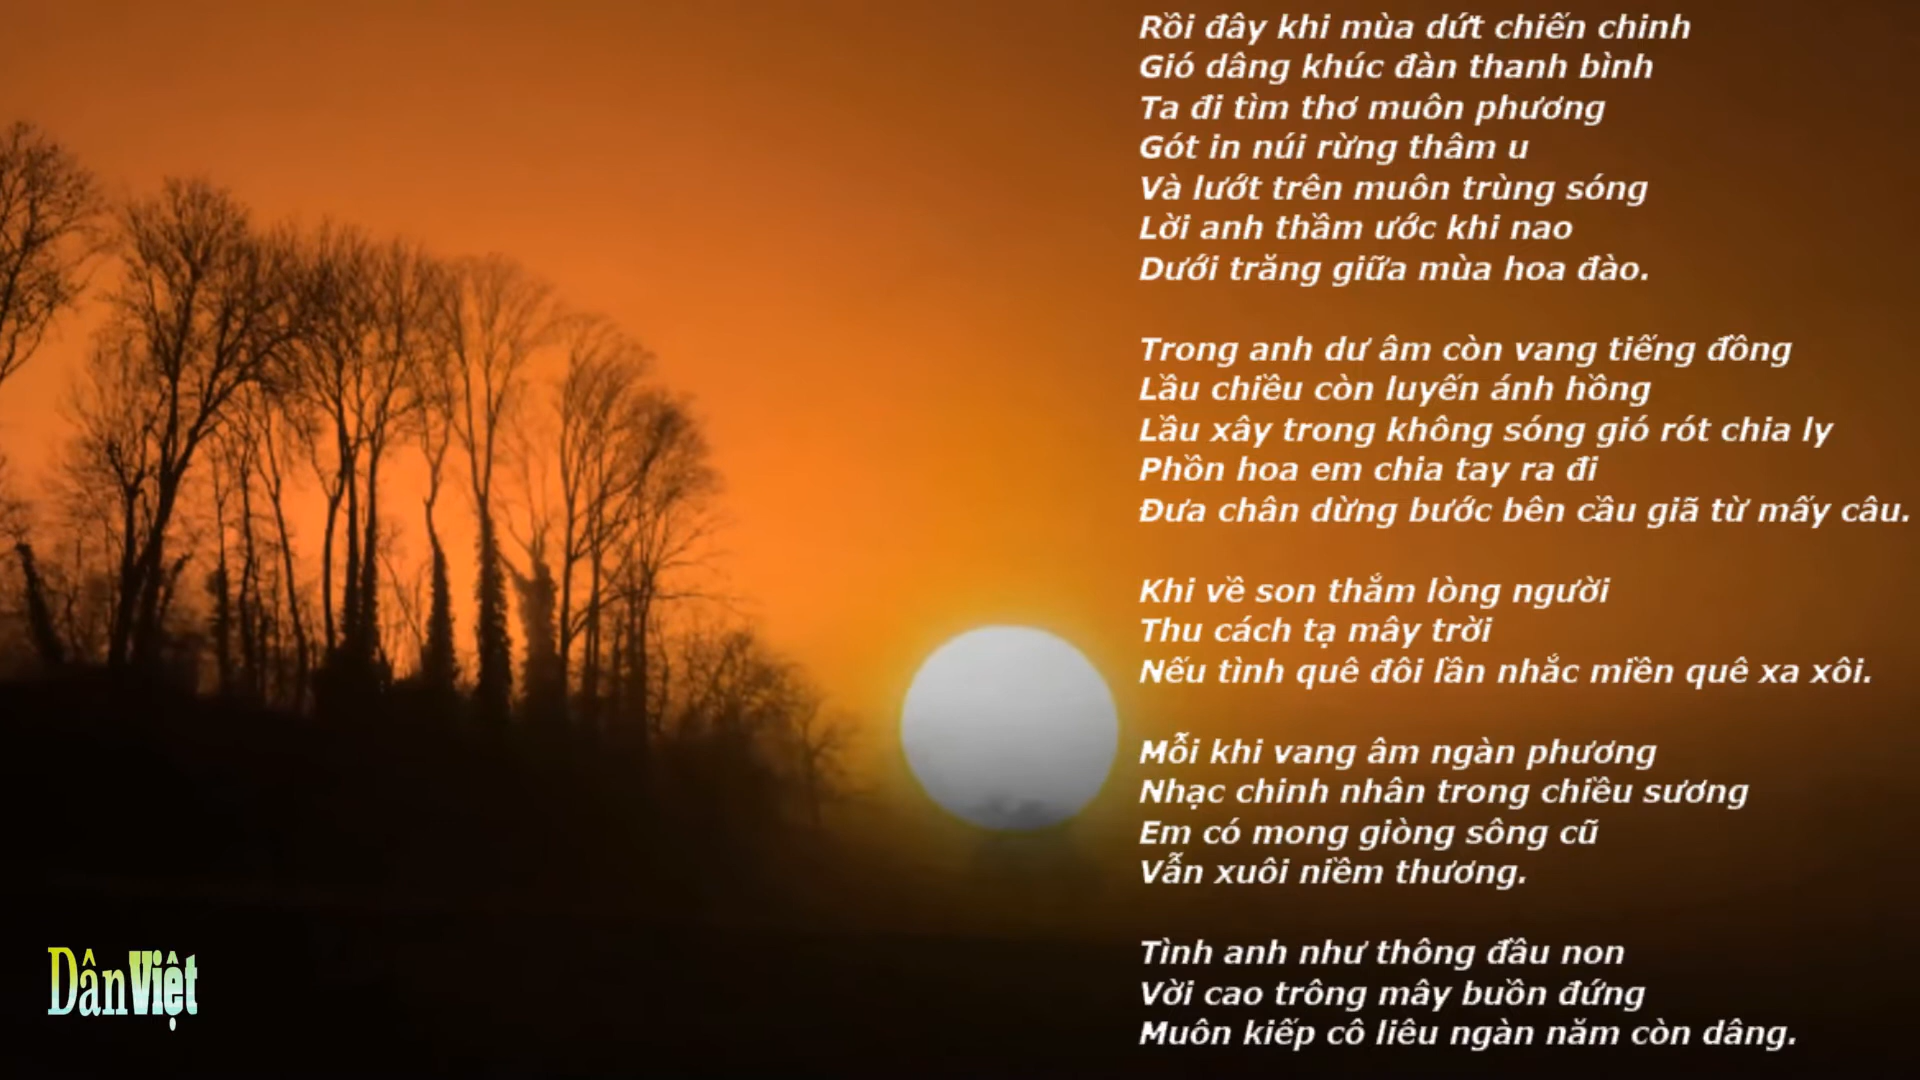 Rồi đây khi mùa dứt chiến chinh
Gió dâng khúc đàn thanh bình
Ta đi tìm thơ muôn phương
Gót in núi rừng thâm u
Và lướt trên muôn trùng sóng
Lời anh thầm ước khi nao
Dưới trăng giữa mùa hoa đào.
Trong anh dư âm còn vang tiếng đồng
Lầu chiều còn luyến ánh hồng
Lầu xây trong không sóng gió rót chia ly
Phồn hoa em chia tay ra đi
Đưa chân dừng bước bên cầu giã từ mấy câu.
Khi về son thắm lòng người
Thu cách tạ mây trời
Nếu tình quê đôi lần nhắc miền quê xa xôi.
Mỗi khi vang âm ngàn phương
Nhạc chinh nhân trong chiều sương
Em có mong giòng sông cũ
Vẫn xuôi niềm thương.
Tình anh như thông đầu non
Vời cao trông mây buồn đứng
Muôn kiếp cô liêu ngàn năm còn dâng.
DânViệt